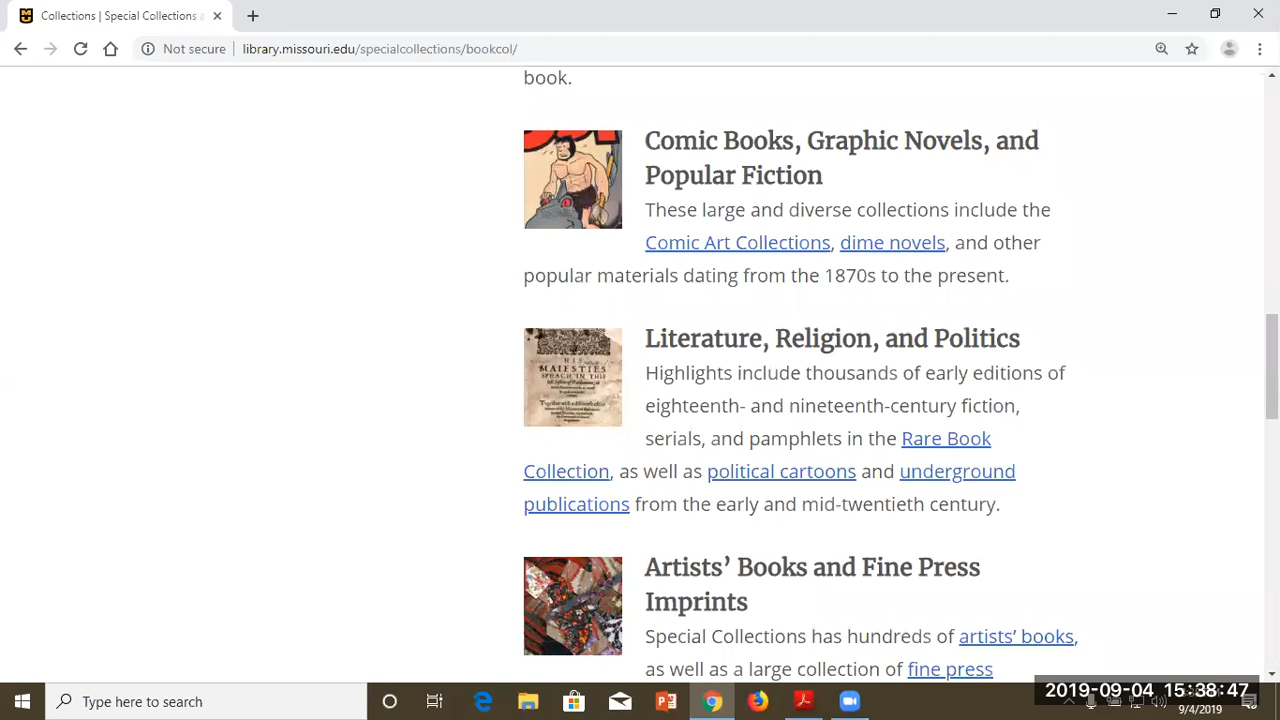 Collections | Special Collections a
Not secure
library.missouri.edu/specialcollections/bookcol/
book.
Comic Books, Graphic Novels, and
Popular Fiction
These large and diverse collections include the
Comic Art Collections, dime novels, and other
popular materials dating from the 1870s to the present.
HIS
MAIESTIES
SPEACH IN THIS
Literature, Religion, and Politics
Highlights include thousands of early editions of
eighteenth- and nineteenth-century fiction,
serials, and pamphlets in the Rare Book
Collection, as well as political cartoons and underground
publications from the early and mid-twentieth century.
Artists’ Books and Fine Press
Imprints
Special Collections has hundreds of artists’ books,
as well as a large collection of fine press
Type here to search
2019-09-04 15:38:47
9/4/2019